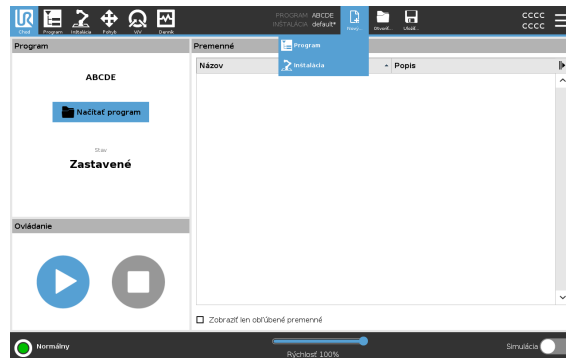 PROGRAM ABCDE
INŠTALÁCIA default*
Chod Program Inštalácia Pohyb V/V Denník
Nový... Otvoriť... Uložiť...
CCCC
CCCC
Program
Premenné
Program
Inštalácia
Názov Popis
ABCDE
Načítať program
Stav
Zastavené
Ovládanie
Zobraziť len obľúbené premenné
Normálny
Rýchlosť 100%
Simulácia